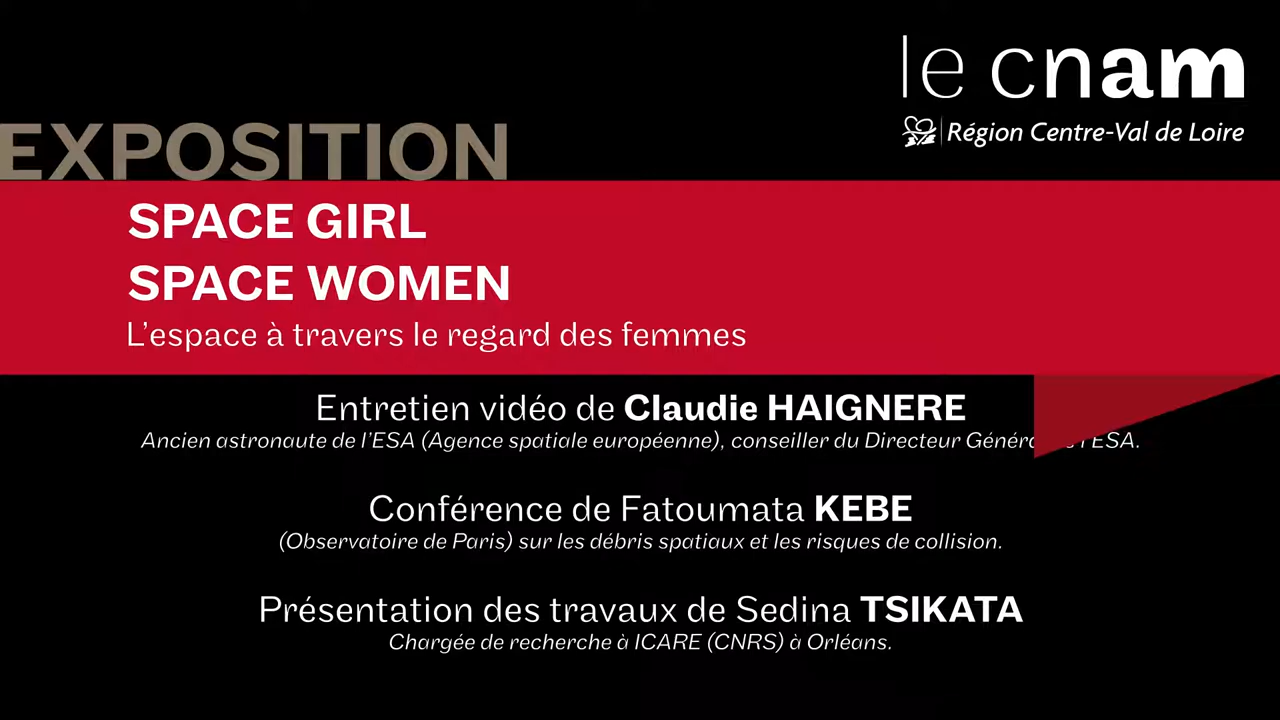 le cnam
Région Centre-Val de Loire
EXPOSITION
SPACE GIRL
SPACE WOMEN
L'espace à travers le regard des femmes
Entretien vidéo de Claudie HAIGNERE
Ancien astronaute de l'ESA (Agence spatiale européenne), conseiller du Directeur l'ESA.
Conférence de Fatoumata KEBE
(Observatoire de Paris) sur les débris spatiaux et les risques de collision.
Présentation des travaux de Sedina TSIKATA
Chargée de recherche à ICARE (CNRS) à Orléans.